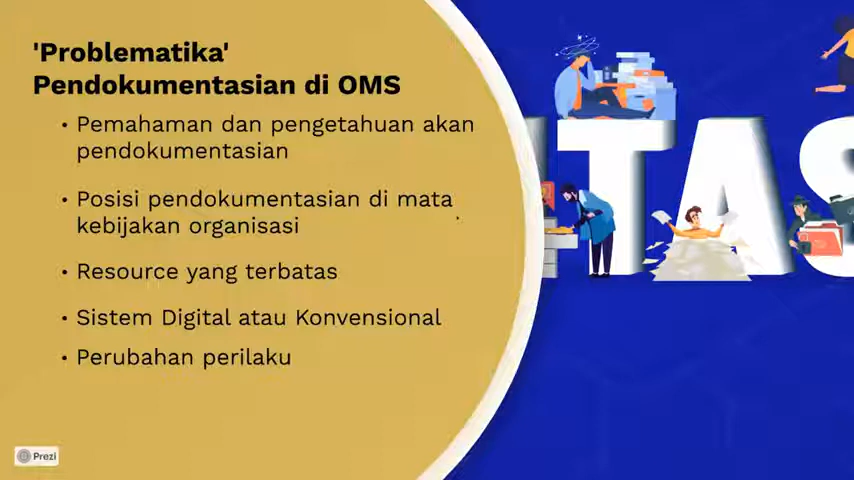 'Problematika'
Pendokumentasian di OMS
• Pemahaman dan pengetahuan akan
pendokumentasian
• Posisi pendokumentasian di mata
kebijakan organisasi
• Resource yang terbatas
• Sistem Digital atau Konvensional
• Perubahan perilaku
ITAS
Prezi